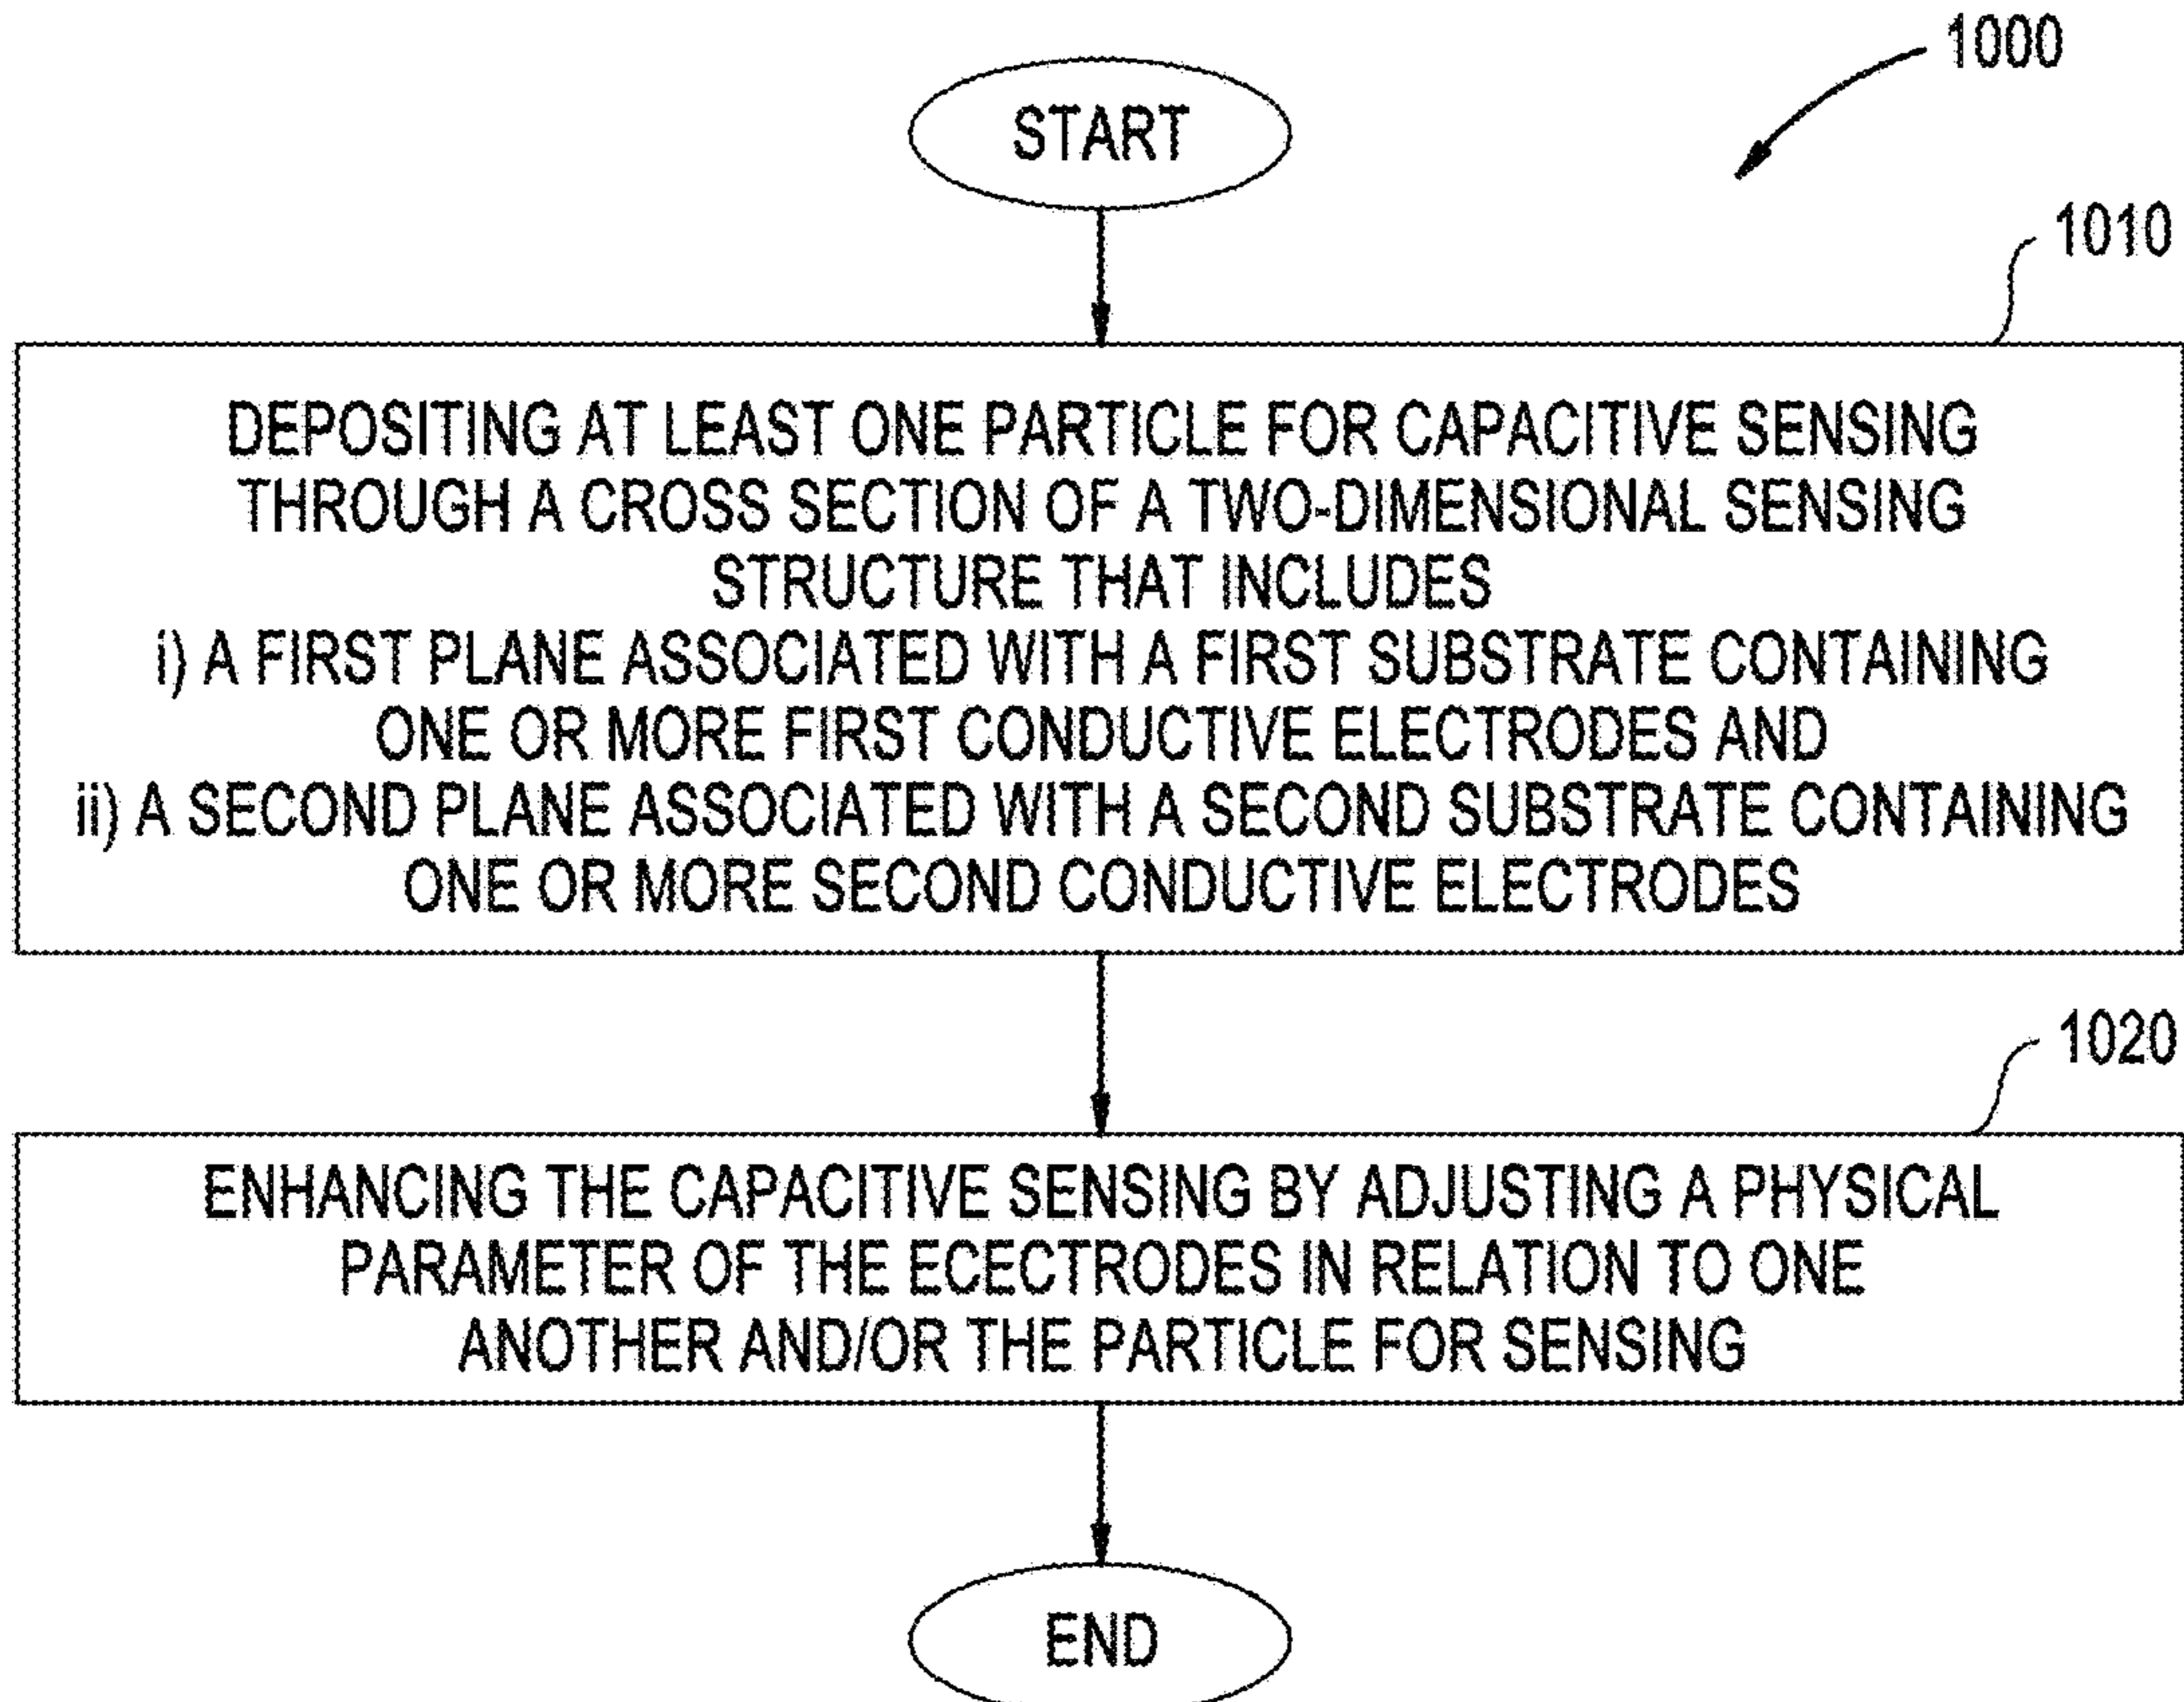 1000
START
1010
DEPOSITING AT LEAST ONE PARTICLE FOR CAPACITIVE SENSING
THROUGH A CROSS SECTION OF A TWO-DIMENSIONAL SENSING
STRUCTURE THAT INCLUDES
i) A FIRST PLANE ASSOCIATED WITH A FIRST SUBSTRATE CONTAINING
ONE OR MORE FIRST CONDUCTIVE ELECTRODES AND
ii) A SECOND PLANE ASSOCIATED WITH A SECOND SUBSTRATE CONTAINING
ONE OR MORE SECOND CONDUCTIVE ELECTRODES
1020
ENHANCING THE CAPACITIVE SENSING BY ADJUSTING A PHYSICAL
PARAMETER OF THE ECECTRODES IN RELATION TO ONE
ANOTHER AND/OR THE PARTICLE FOR SENSING
END